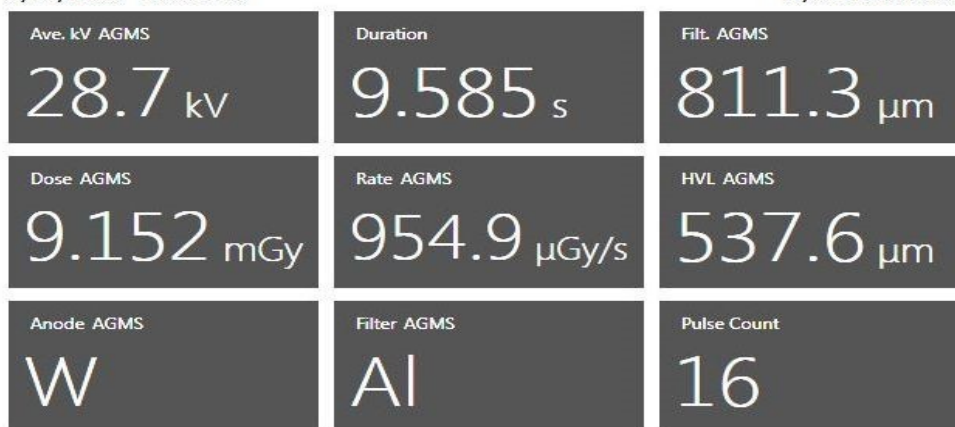 Ave. kV AGMS
28.7 kV
Duration
9.585 s
Filt. AGMS
811.3 µm
Dose AGMS
9.152 mGy
Rate AGMS
954.9 µGy/s
HVL AGMS
537.6 µm
Anode AGMS
W
Filter AGMS
Al
Pulse Count
16